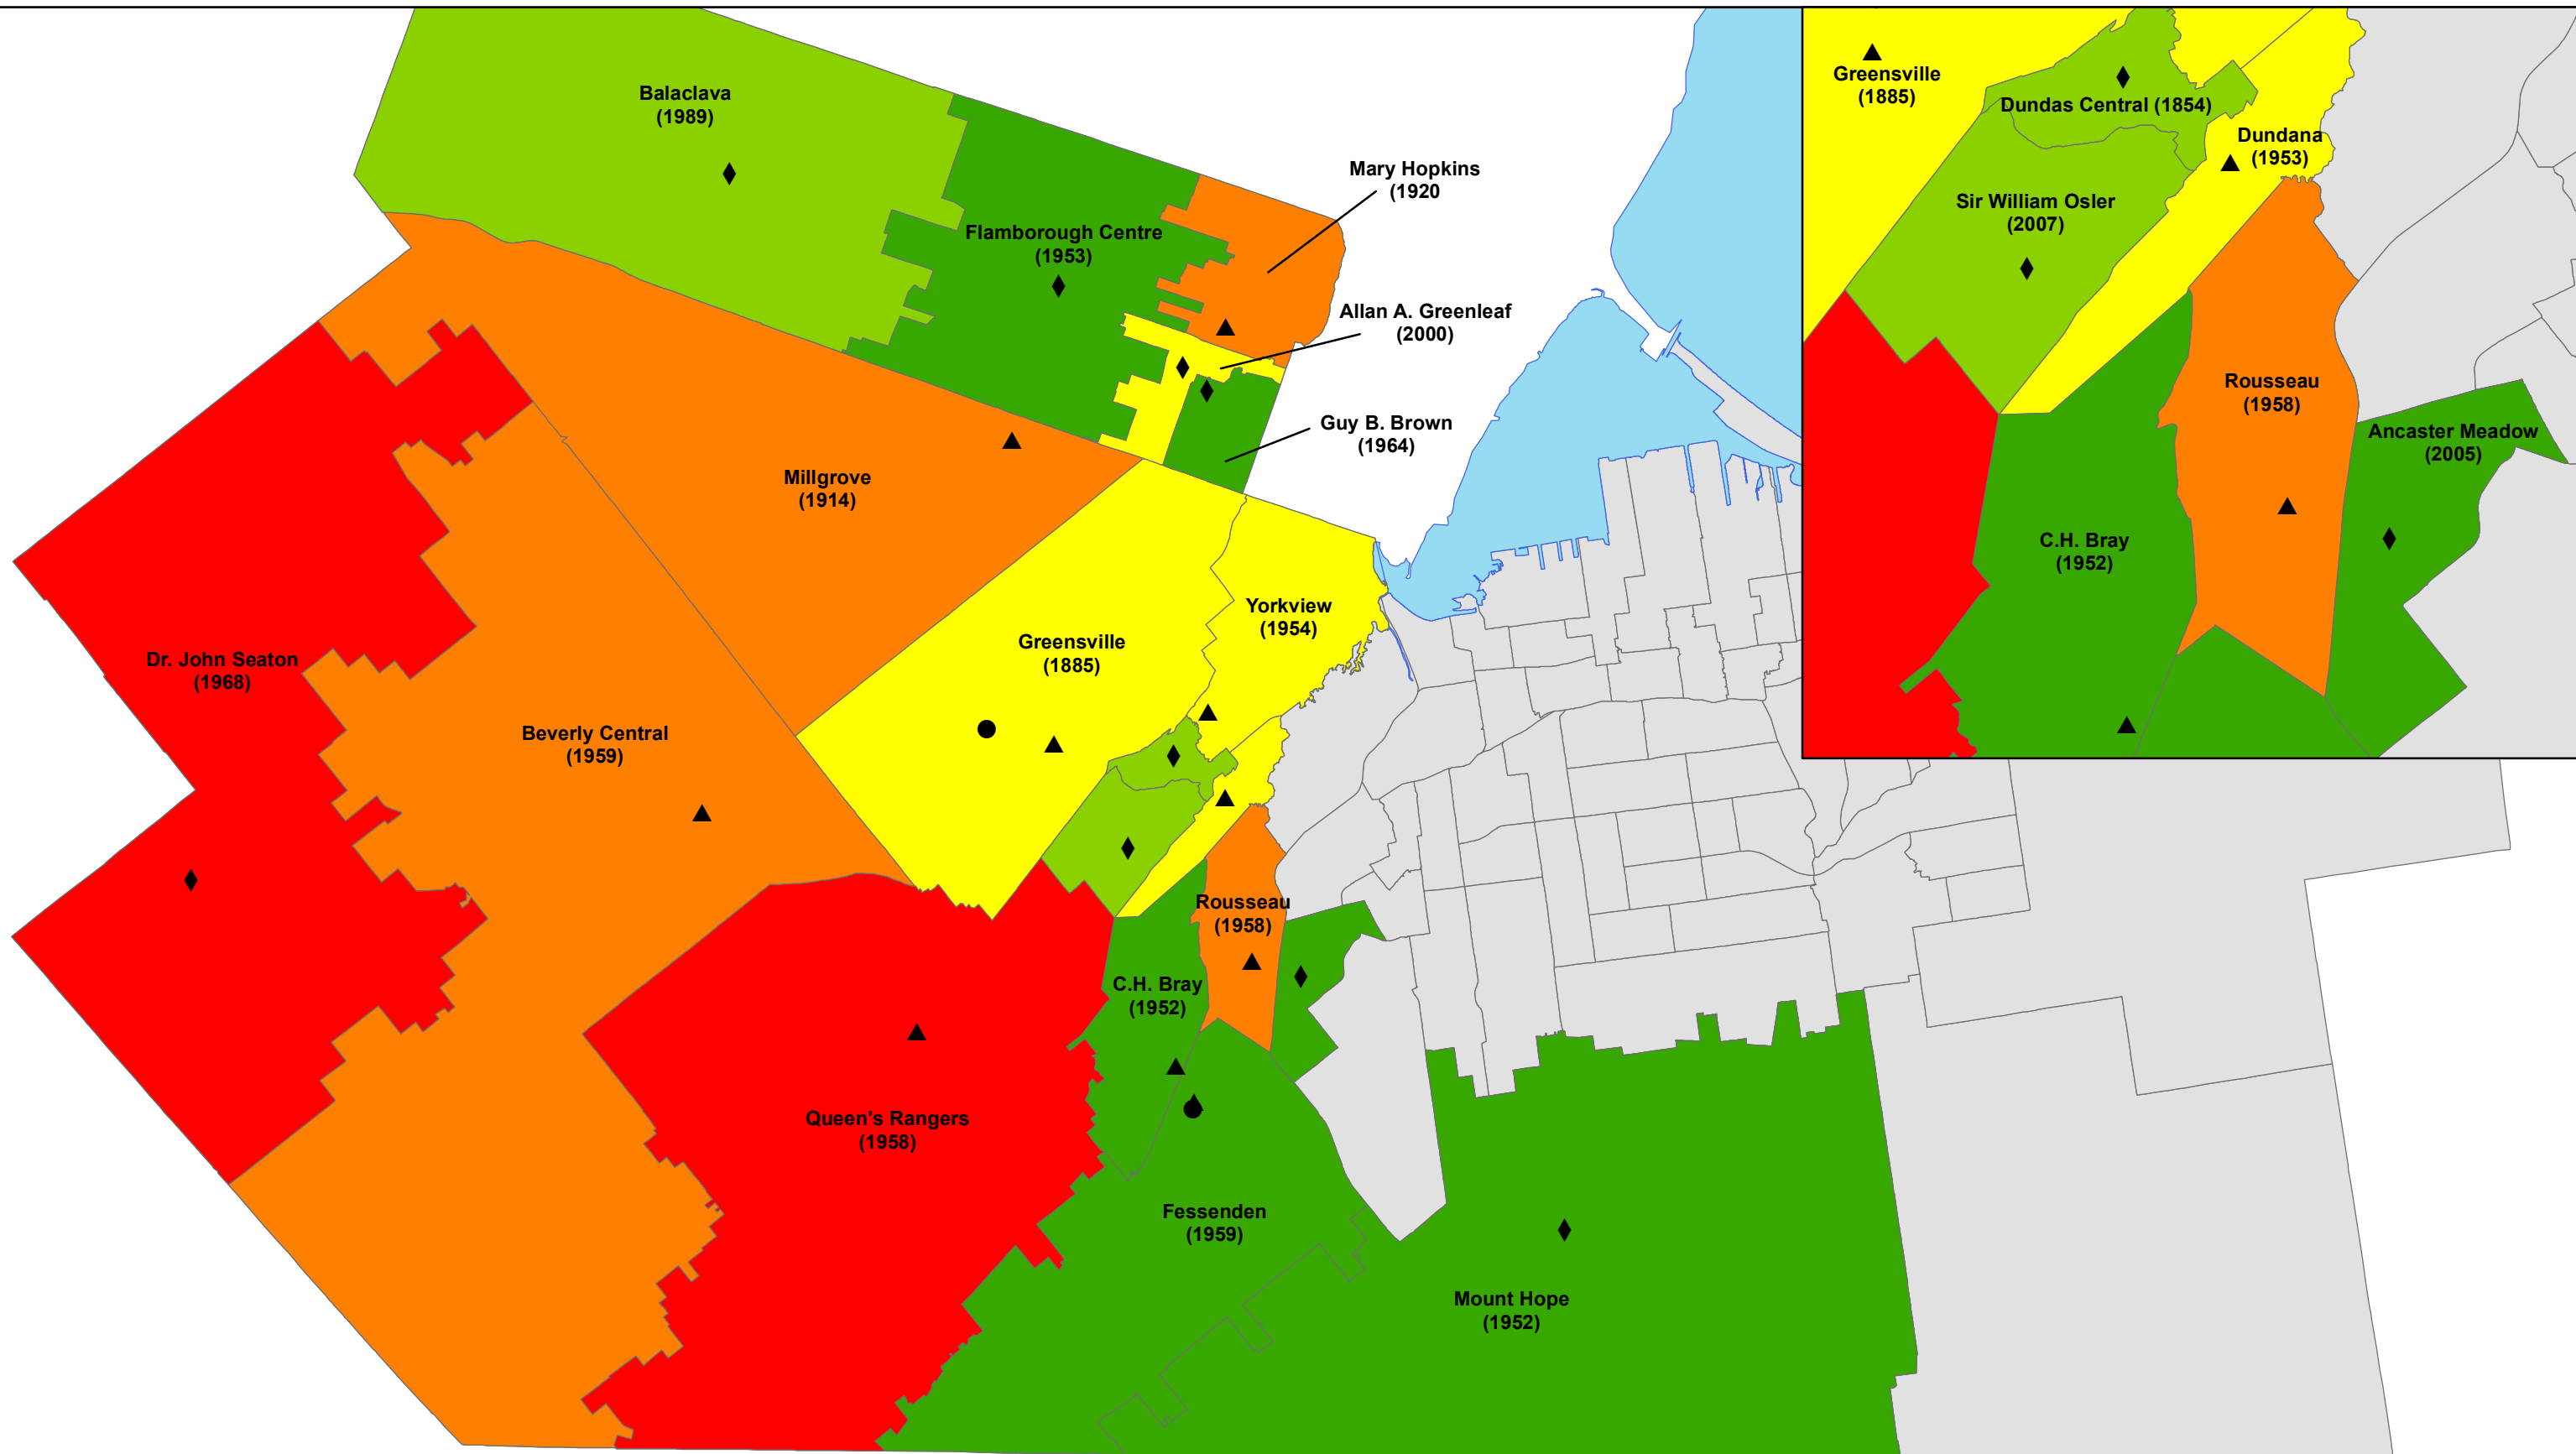 Balaclava
(1989)
Flamborough Centre
(1953)
Mary Hopkins
(1920
Allan A. Greenleaf
(2000)
Guy B. Brown
(1964)
Millgrove
(1914)
Greensville
(1885)
Yorkview
(1954)
Dr. John Seaton
(1968)
Beverly Central
(1959)
Rousseau
(1958)
C.H. Bray
(1952)
Queen's Rangers
(1958)
Fessenden
(1959)
Mount Hope
(1952)
Greensville
(1885)
Dundas Central (1854)
Dundana
(1953)
Sir William Osler
(2007)
Rousseau
(1958)
Ancaster Meadow
(2005)
C.H. Bray
(1952)